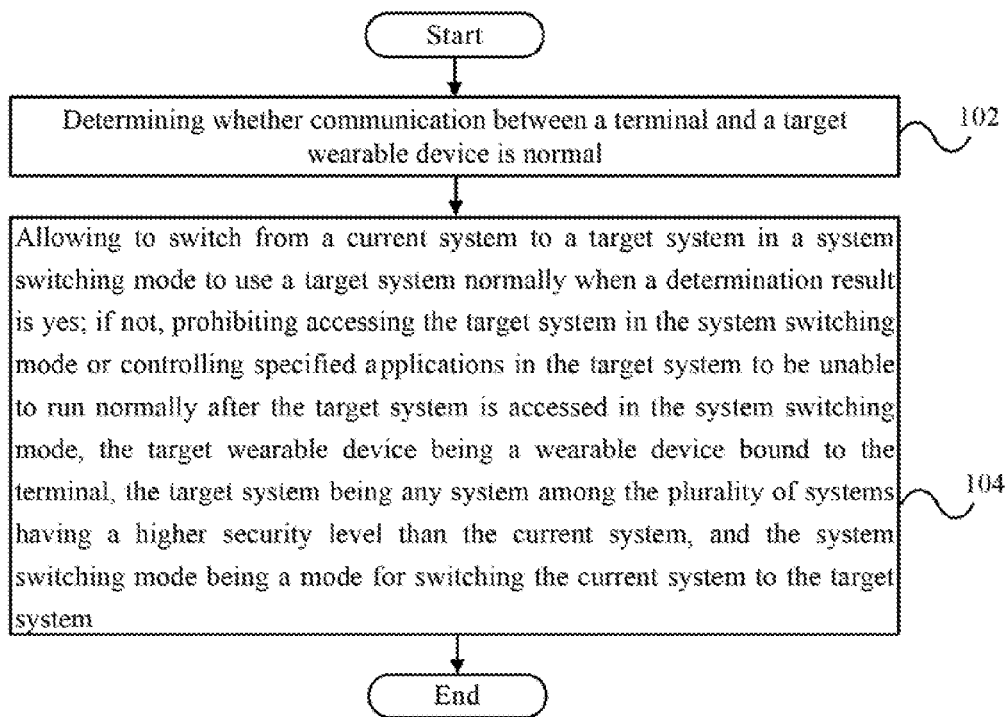 Start
Determining whether communication between a terminal and a target
wearable device is normal
102
Allowing to switch from a current system to a target system in a system
switching mode to use a target system normally when a determination result
is yes; if not, prohibiting accessing the target system in the system switching
mode or controlling specified applications in the target system to be unable
to run normally after the target system is accessed in the system switching
mode, the target wearable device being a wearable device bound to the
terminal, the target system being any system among the plurality of systems
having a higher security level than the current system, and the system
switching mode being a mode for switching the current system to the target
system
104
End